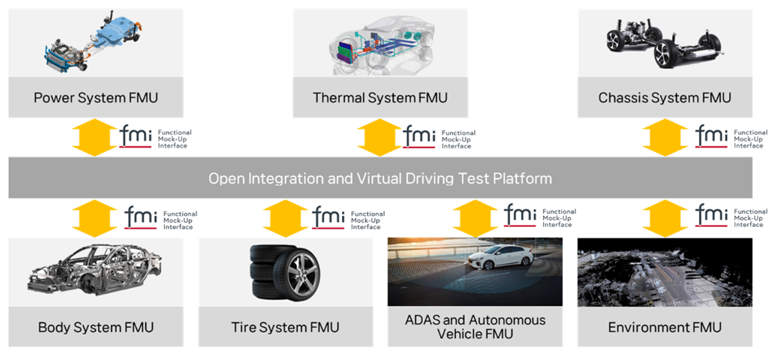 Power System FMU
Thermal System FMU
Chassis System FMU
fmi Functional
Mock-Up
Interface
fmi Functional
Mock-Up
Interface
fmi Functional
Mock-Up
Interface
Open Integration and Virtual Driving Test Platform
fmi Functional
Mock-Up
Interface
fmi Functional
Mock-Up
Interface
fmi Functional
Mock-Up
Interface
fmi Functional
Mock-Up
Interface
Body System FMU
Tire System FMU
ADAS and Autonomous
Vehicle FMU
Environment FMU